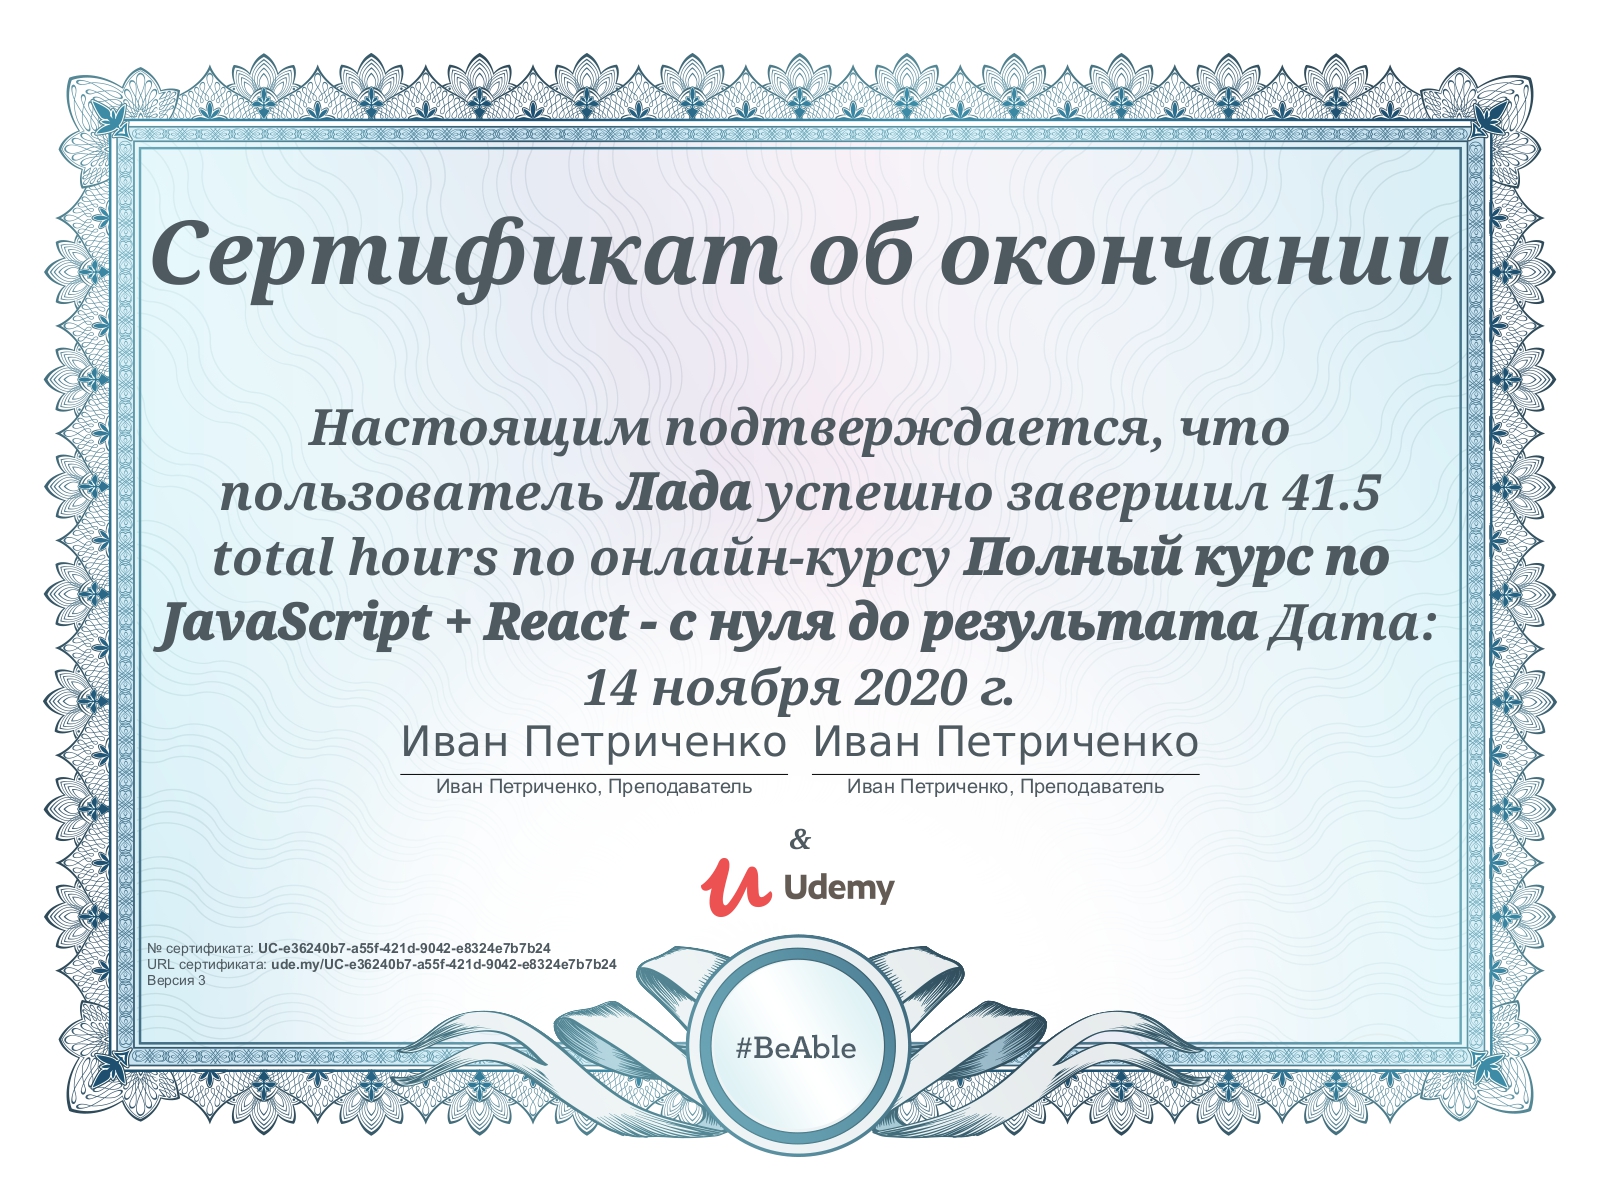 Сертификат об окончании
Настоящим подтверждается, что
пользователь Лада успешно завершил 41.5
total hours по онлайн-курсу Полный курс по
JavaScript + React - с нуля до результата Дата:
14 ноября 2020 г.
Иван Петриченко Иван Петриченко
Иван Петриченко, Преподаватель Иван Петриченко, Преподаватель
&
Udemy
№ сертификата: UC-e36240b7-a55f-421d-9042-e8324e7b7b24
URL сертификата: ude.my/UC-e36240b7-a55f-421d-9042-e8324e7b7b24
Версия 3
#BeAble